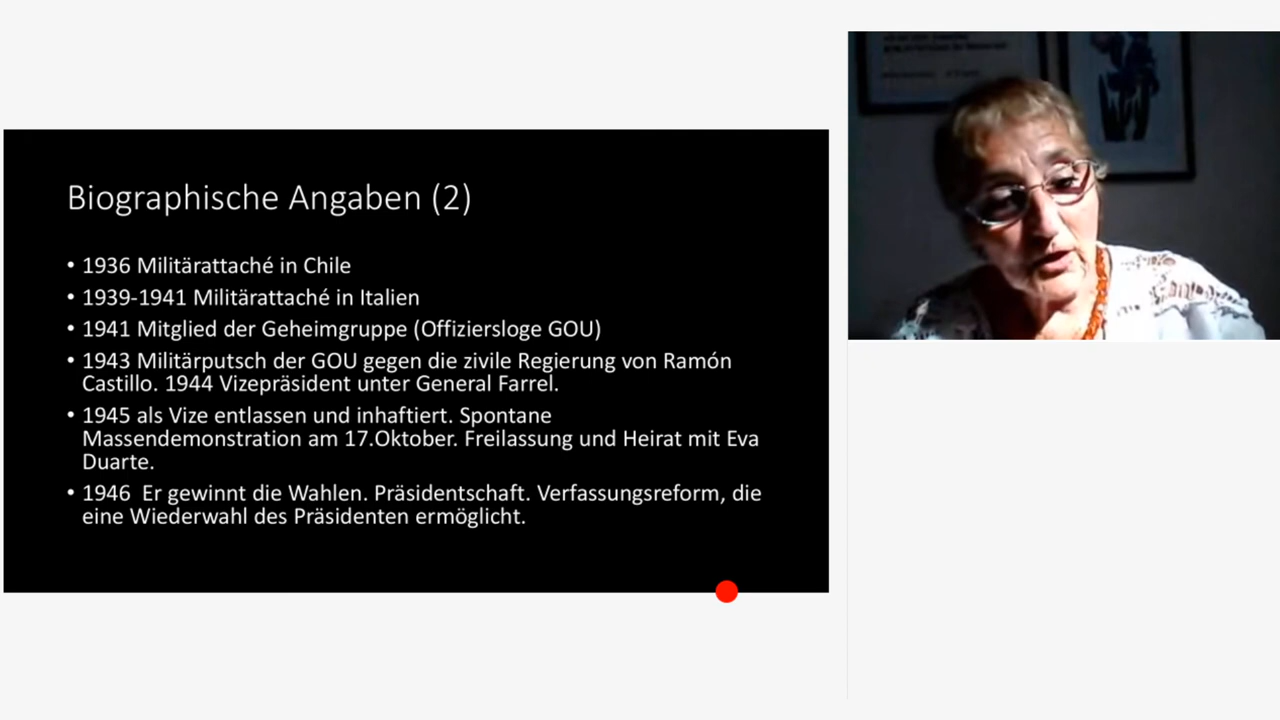 Biographische Angaben (2)
• 1936 Militärattaché in Chile
• 1939-1941 Militärattaché in Italien
• 1941 Mitglied der Geheimgruppe (Offiziersloge GOU)
• 1943 Militärputsch der GOU gegen die zivile Regierung von Ramón
Castillo. 1944 Vizepräsident unter General Farrel.
• 1945 als Vize entlassen und inhaftiert. Spontane
Massendemonstration am 17.Oktober. Freilassung und Heirat mit Eva
Duarte.
• 1946  Er gewinnt die Wahlen. Präsidentschaft. Verfassungsreform, die
eine Wiederwahl des Präsidenten ermöglicht.